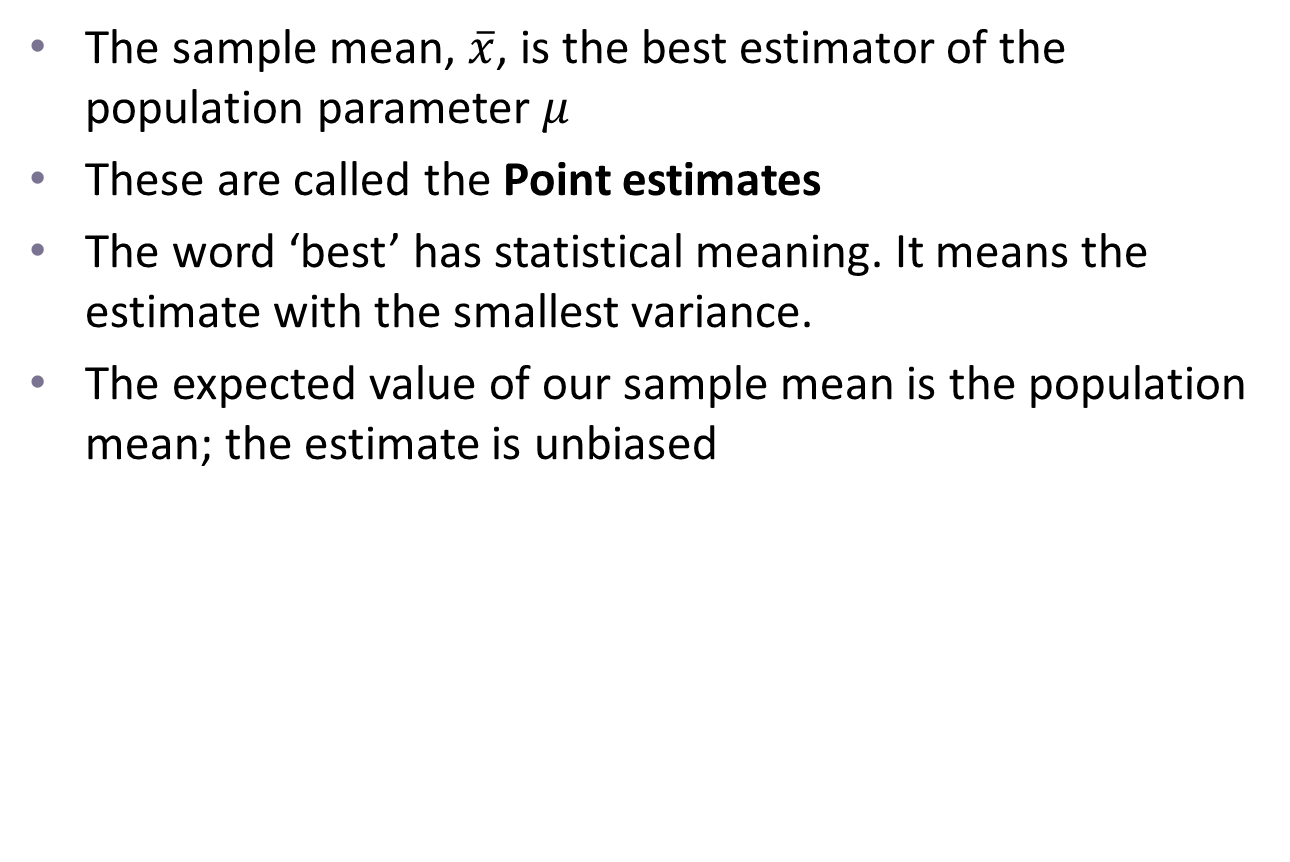 • The sample mean, x̄, is the best estimator of the
population parameter μ
• These are called the Point estimates
• The word ‘best’ has statistical meaning. It means the
estimate with the smallest variance.
• The expected value of our sample mean is the population
mean; the estimate is unbiased